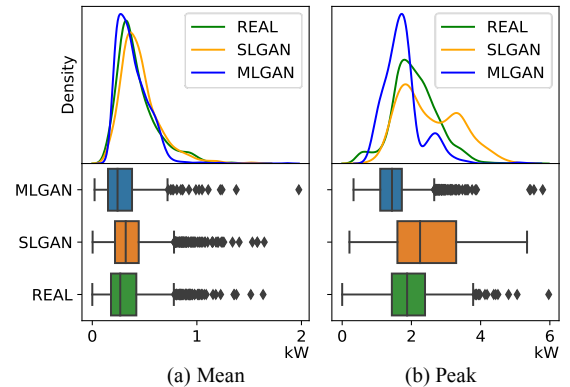 REAL
SLGAN
MLGAN
REAL
SLGAN
MLGAN
Density
MLGAN
SLGAN
REAL
0
1
2
0
2
4
6
kW
kW
(a) Mean
(b) Peak